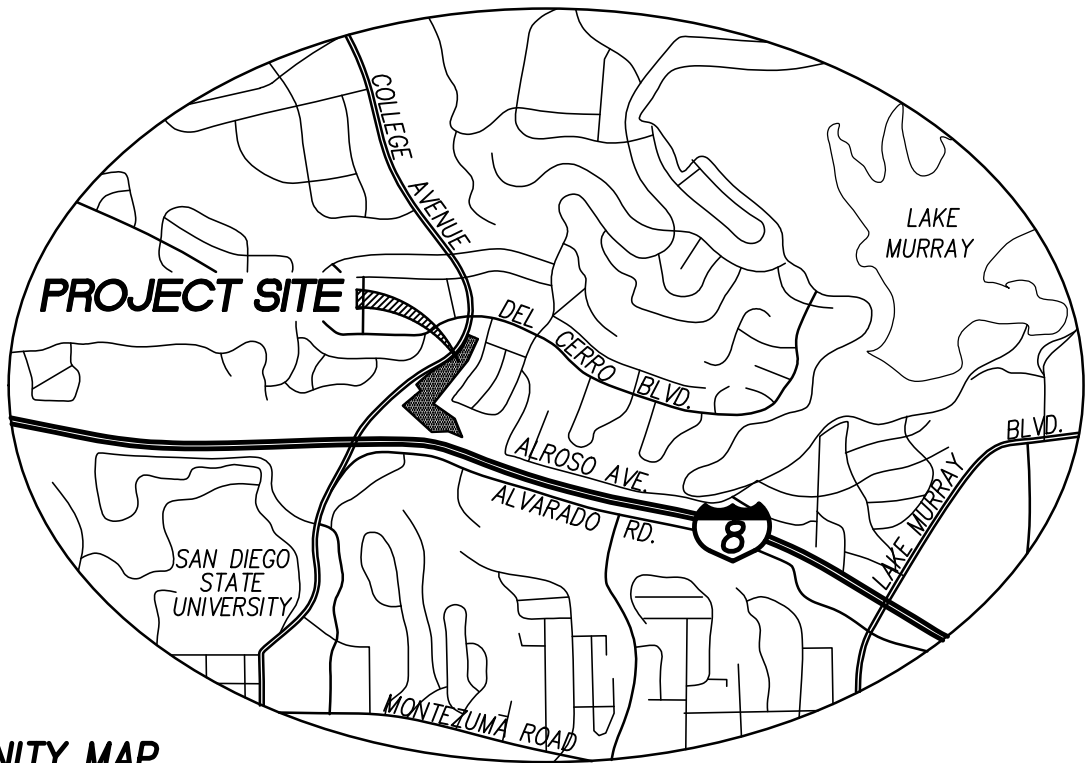 COLLEGE AVENUE
LAKE
MURRAY
PROJECT SITE
DEL CERRO BLVD.
ALROSO AVE.
ALVARADO RD.
8
LAKE MURRAY BLVD.
SAN DIEGO
STATE
UNIVERSITY
MONTEZUMA ROAD
MAP